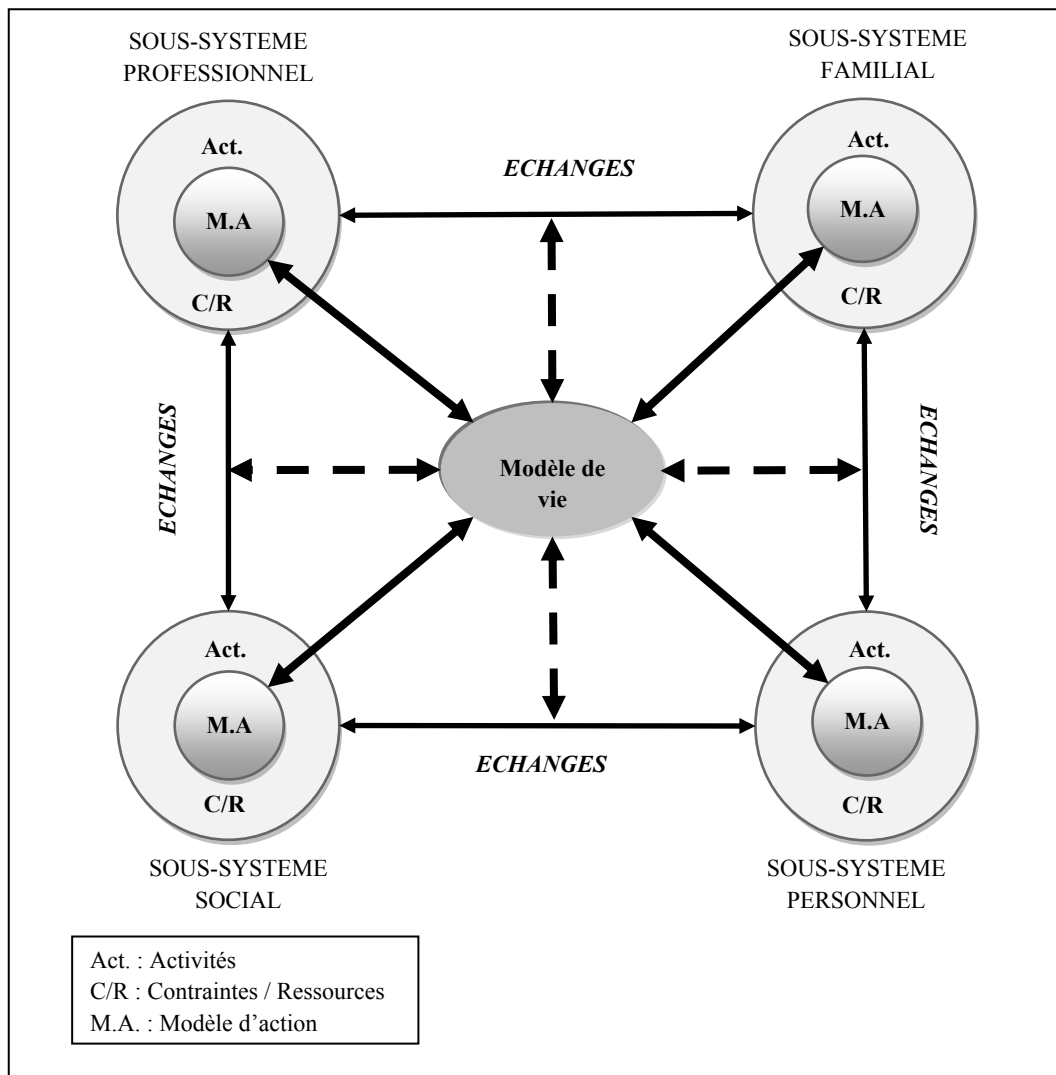 SOUS-SYSTEME
PROFESSIONNEL
SOUS-SYSTEME
FAMILIAL
Act.
M.A
C/R
ECHANGES
Act.
M.A
C/R
ECHANGES
Modèle de
vie
ECHANGES
Act.
M.A
C/R
ECHANGES
Act.
M.A
C/R
SOUS-SYSTEME
SOCIAL
SOUS-SYSTEME
PERSONNEL
Act. : Activités
C/R : Contraintes / Ressources
M.A. : Modèle d’action